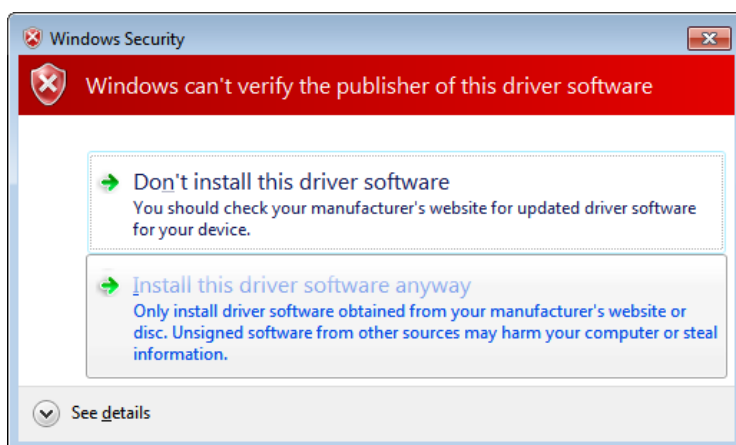 Windows Security
Windows can't verify the publisher of this driver software
Don't install this driver software
You should check your manufacturer's website for updated driver software
for your device.
Install this driver software anyway
Only install driver software obtained from your manufacturer's website or
disc. Unsigned software from other sources may harm your computer or steal
information.
See details